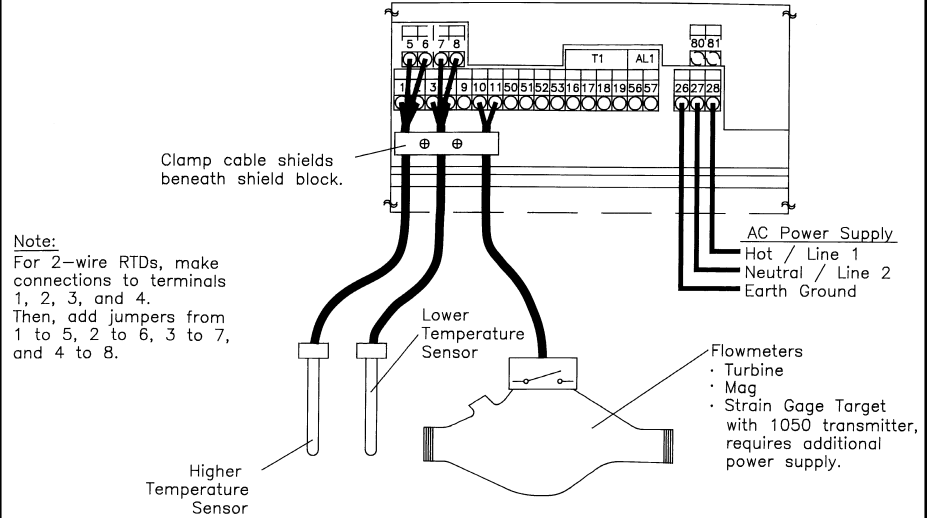 5 6 7 8
80 81
T1 AL1
1 3 9 10 11 50 51 52 53 16 17 18 19 56 57 26 27 28
Clamp cable shields
beneath shield block.
Note:
For 2-wire RTDs, make
connections to terminals
1, 2, 3, and 4.
Then, add jumpers from
1 to 5, 2 to 6, 3 to 7,
and 4 to 8.
AC Power Supply
Hot / Line 1
Neutral / Line 2
Earth Ground
Lower
Temperature
Sensor
Flowmeters
· Turbine
· Mag
· Strain Gage Target
with 1050 transmitter,
requires additional
power supply.
Higher
Temperature
Sensor